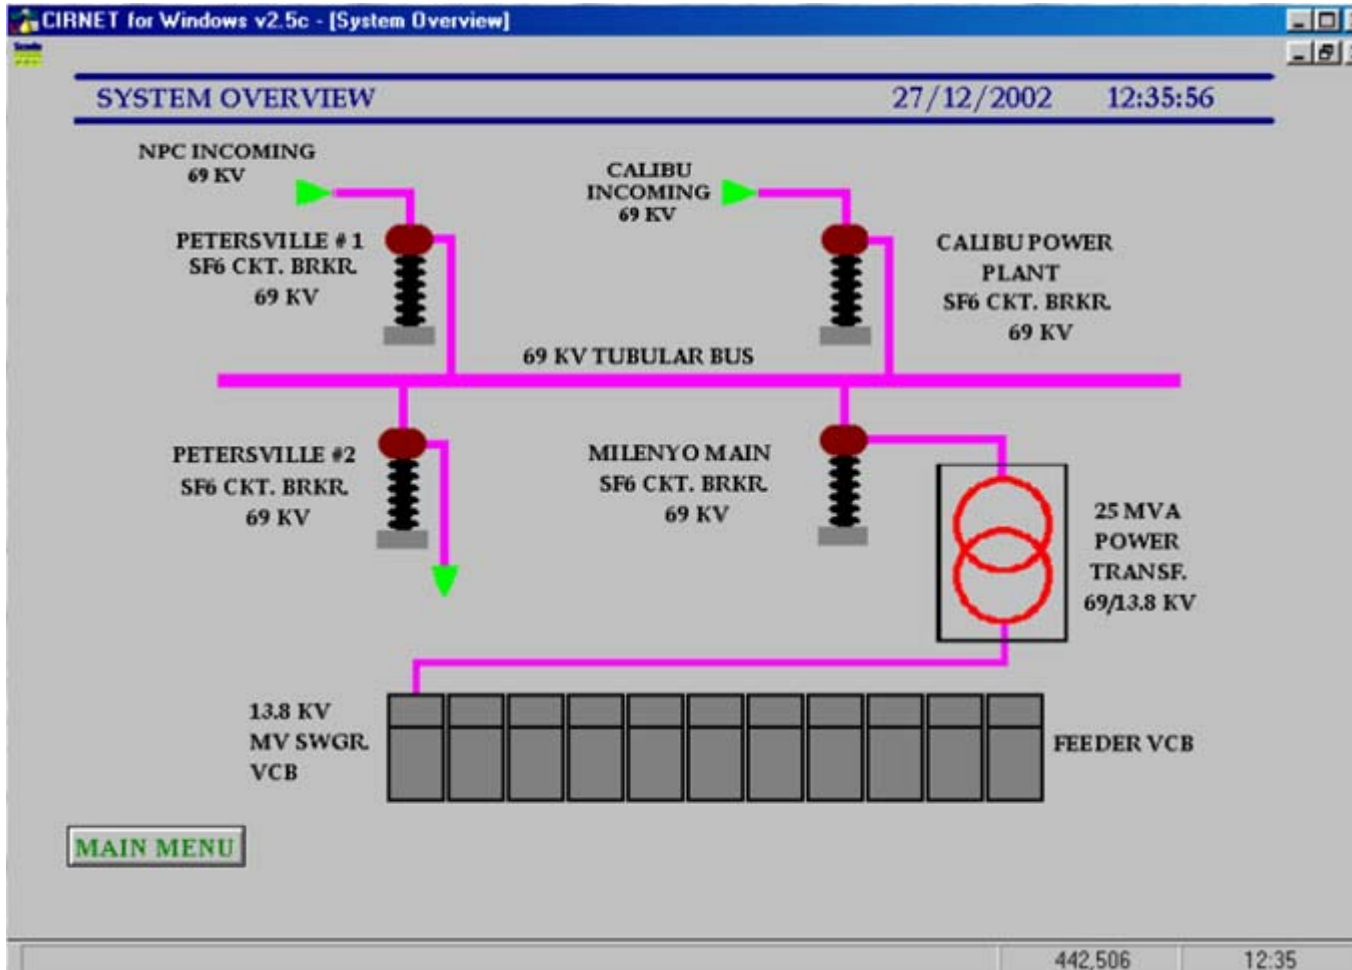 CIRNET for Windows v2.5c - [System Overview]
SYSTEM OVERVIEW
27/12/2002 12:35:56
NPC INCOMING
69 KV
CALIBU
INCOMING
69 KV
PETERSVILLE # 1
SF6 CKT. BRKR.
69 KV
CALIBU POWER
PLANT
SF6 CKT. BRKR.
69 KV
69 KV TUBULAR BUS
PETERSVILLE #2
SF6 CKT. BRKR.
69 KV
MILENYO MAIN
SF6 CKT. BRKR.
69 KV
25 MVA
POWER
TRANSF.
69/13.8 KV
13.8 KV
MV SWGR.
VCB
FEEDER VCB
MAIN MENU
442,506 12:35